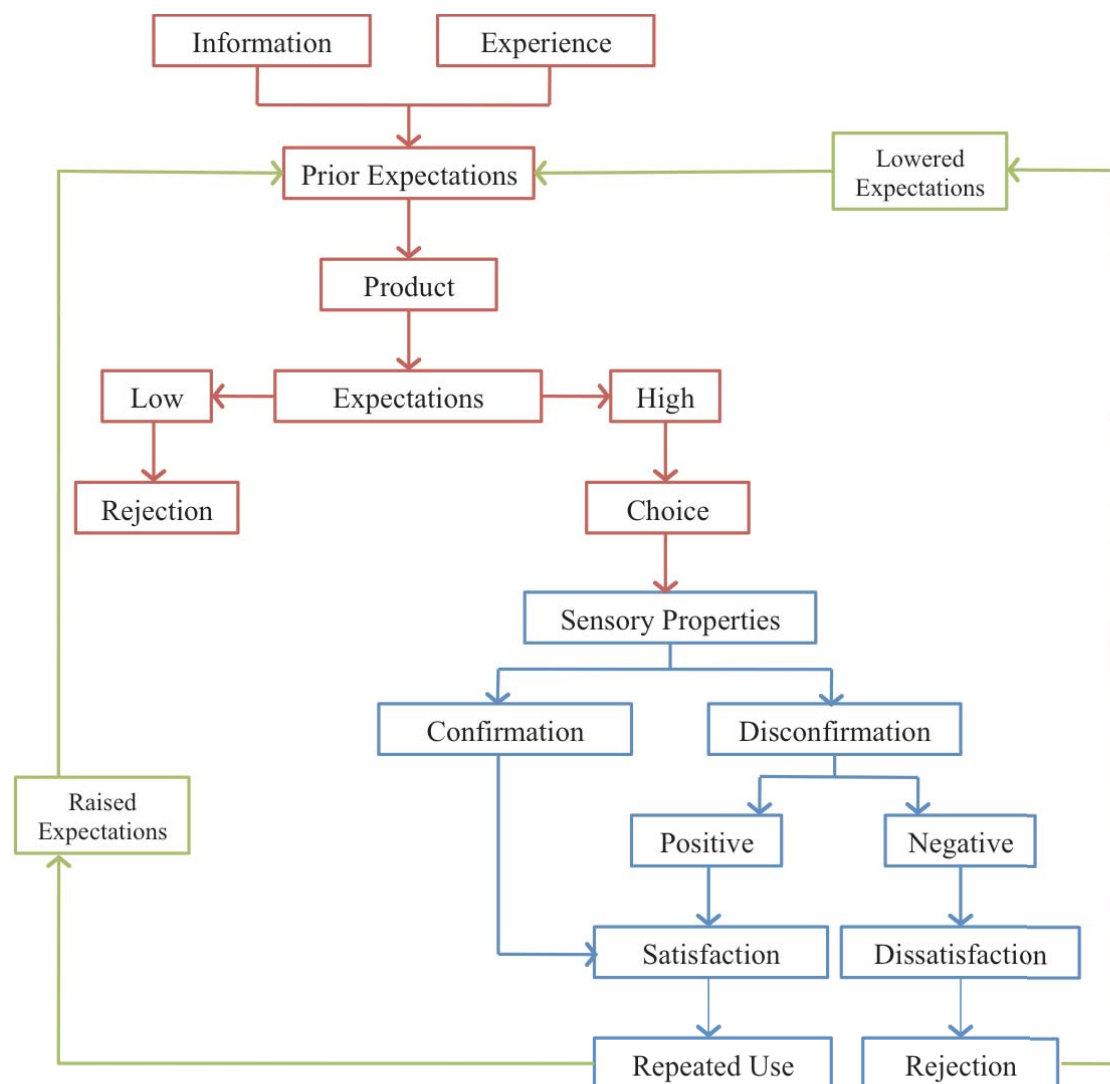 Information
Experience
Prior Expectations
Lowered
Expectations
Product
Low
Expectations
High
Rejection
Choice
Sensory Properties
Confirmation
Disconfirmation
Raised
Expectations
Positive
Negative
Satisfaction
Dissatisfaction
Repeated Use
Rejection